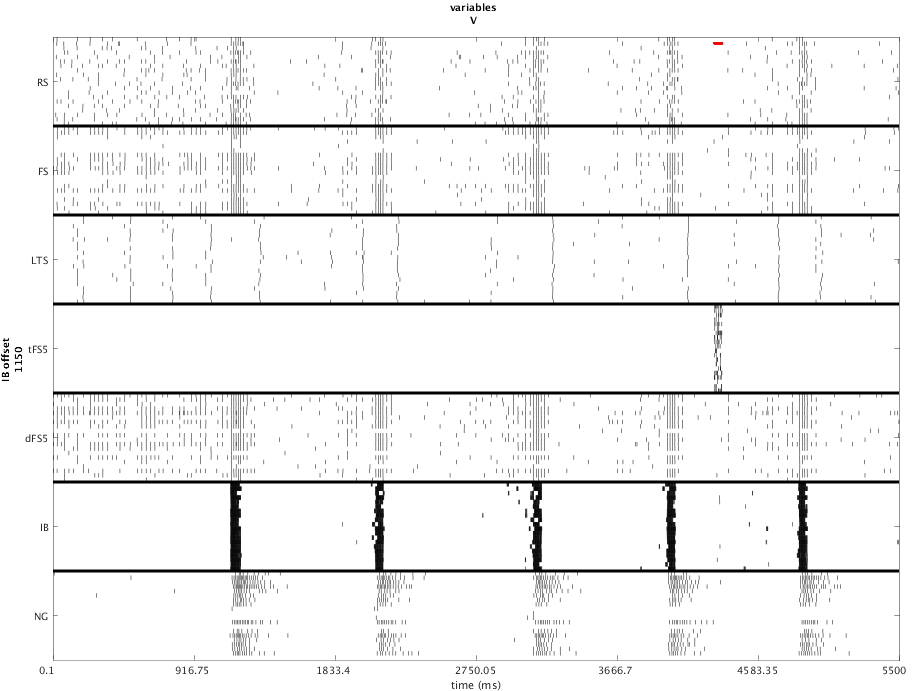 variables
V
RS
FS
LTS
tFS5
dFS5
IB
NG
IB offset
1150
0.1
916.75
1833.4
2750.05
3666.7
4583.35
5500
time (ms)